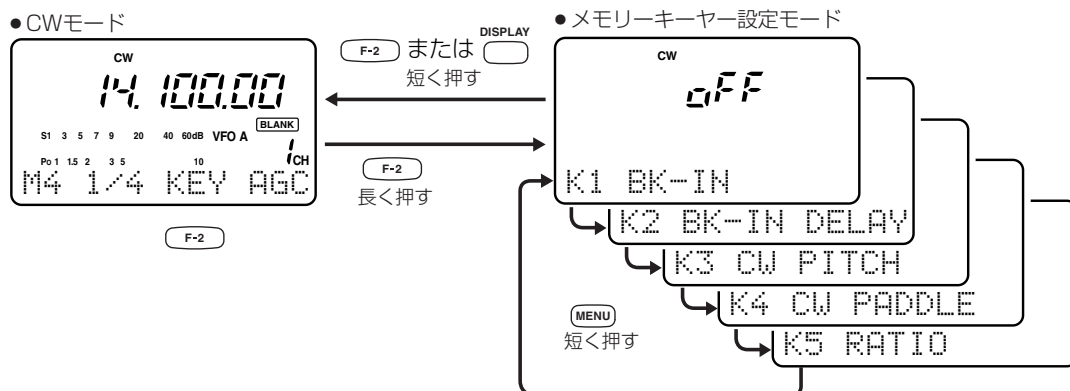 ●CWモード
CW
14.100.00
S1 3 5 7 9 20 40 60dB VFO A BLANK
Po 1 1.5 2 3 5 10 1CH
M4 1/4 KEY AGC
F-2
F-2 または DISPLAY
短く押す
F-2
長く押す
●メモリーキーヤー設定モード
CW
oFF
K1 BK-IN
K2 BK-IN DELAY
K3 CW PITCH
K4 CW PADDLE
K5 RATIO
MENU
短く押す